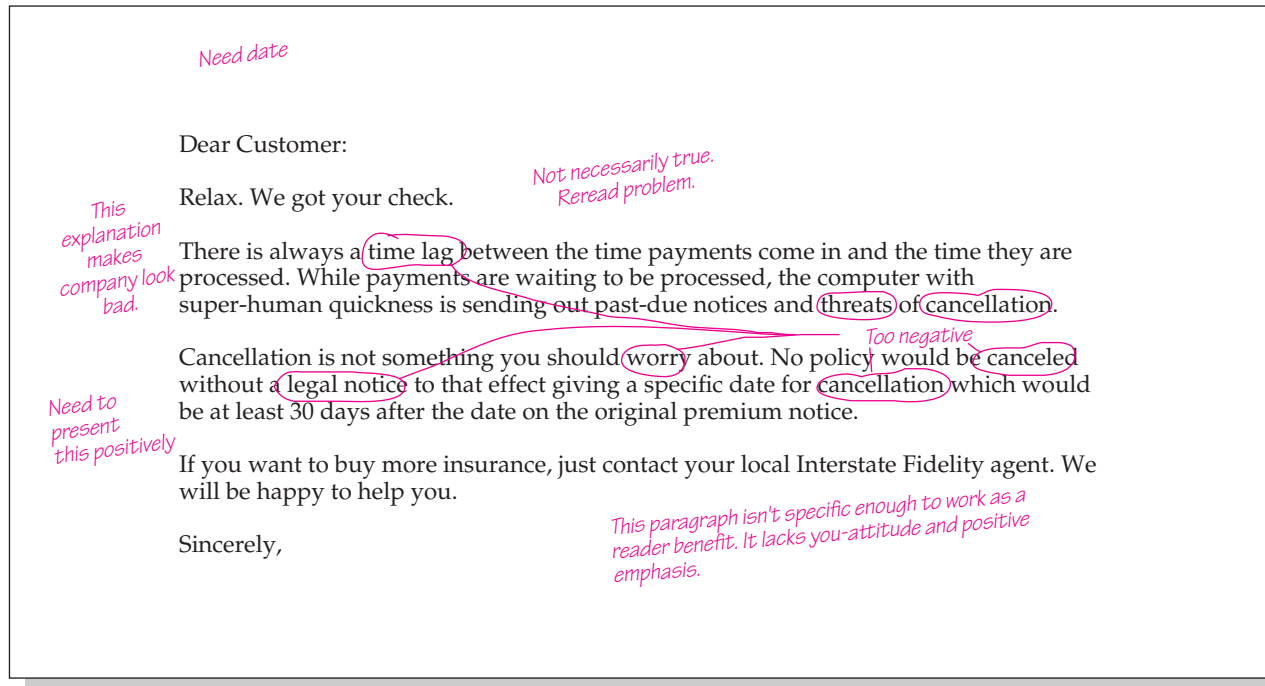 Need date
Dear Customer:
Not necessarily true.
Reread problem.
Relax. We got your check.
This
explanation
makes
company look
bad.
There is always a time lag between the time payments come in and the time they are
processed. While payments are waiting to be processed, the computer with
super-human quickness is sending out past-due notices and threats of cancellation.
Too negative
Cancellation is not something you should worry about. No policy would be canceled
without a legal notice to that effect giving a specific date for cancellation which would
be at least 30 days after the date on the original premium notice.
Need to
present
this positively
If you want to buy more insurance, just contact your local Interstate Fidelity agent. We
will be happy to help you.
This paragraph isn't specific enough to work as a
reader benefit. It lacks you-attitude and positive
emphasis.
Sincerely,